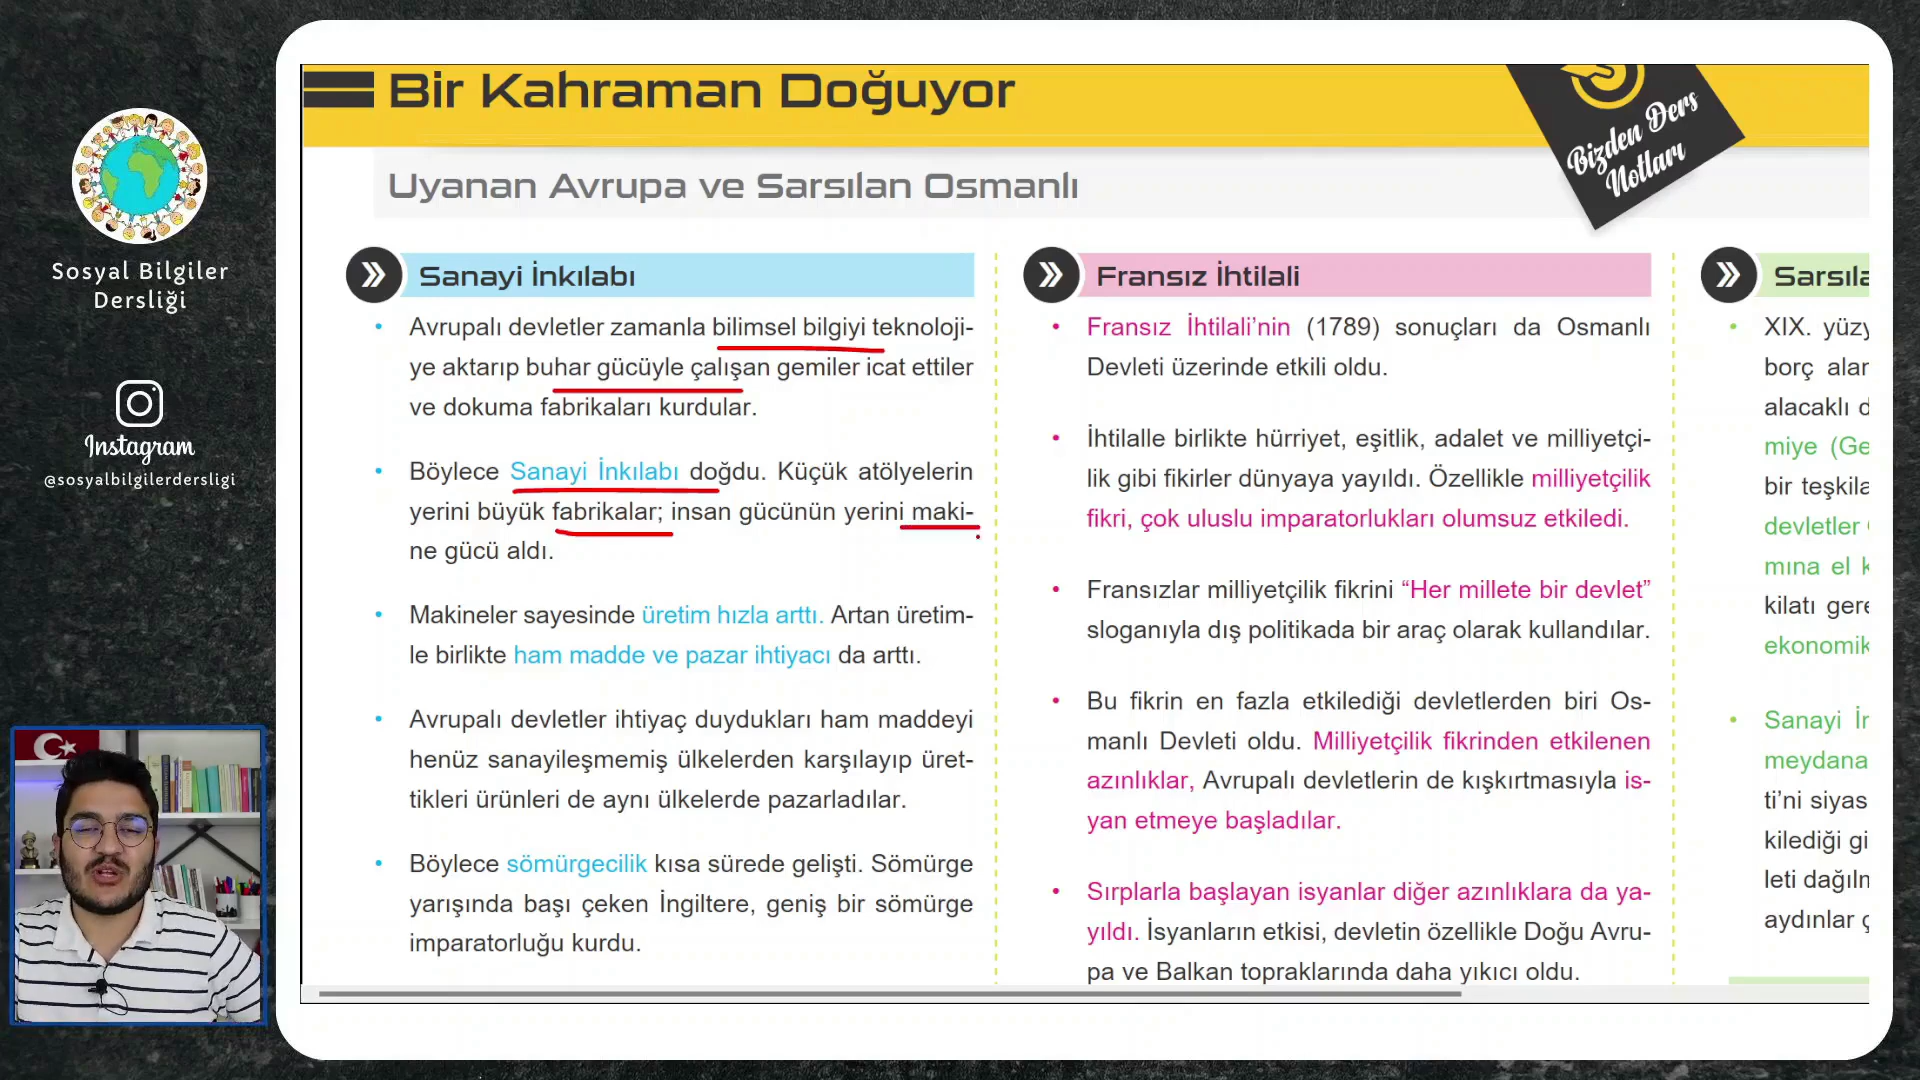 Sosyal Bilgiler
Dersliği
Instagram
@sosyalbilgilerdersligi
Bir Kahraman Doğuyor
Bizden Ders
Notları
Uyanan Avrupa ve Sarsılan Osmanlı
Sanayi İnkılabı
Avrupalı devletler zamanla bilimsel bilgiyi teknoloji-
ye aktarıp buhar gücüyle çalışan gemiler icat ettiler
ve dokuma fabrikaları kurdular.
Böylece Sanayi İnkılabı doğdu. Küçük atölyelerin
yerini büyük fabrikalar; insan gücünün yerini maki-
ne gücü aldı.
Makineler sayesinde üretim hızla arttı. Artan üretim-
le birlikte ham madde ve pazar ihtiyacı da arttı.
Avrupalı devletler ihtiyaç duydukları ham maddeyi
henüz sanayileşmemiş ülkelerden karşılayıp üret-
tikleri ürünleri de aynı ülkelerde pazarladılar.
Böylece sömürgecilik kısa sürede gelişti. Sömürge
yarışında başı çeken İngiltere, geniş bir sömürge
imparatorluğu kurdu.
Fransız İhtilali
Fransız İhtilali’nin (1789) sonuçları da Osmanlı
Devleti üzerinde etkili oldu.
İhtilalle birlikte hürriyet, eşitlik, adalet ve milliyetçi-
lik gibi fikirler dünyaya yayıldı. Özellikle milliyetçilik
fikri, çok uluslu imparatorlukları olumsuz etkiledi.
Fransızlar milliyetçilik fikrini “Her millete bir devlet”
sloganıyla dış politikada bir araç olarak kullandılar.
Bu fikrin en fazla etkilediği devletlerden biri Os-
manlı Devleti oldu. Milliyetçilik fikrinden etkilenen
azınlıklar, Avrupalı devletlerin de kışkırtmasıyla is-
yan etmeye başladılar.
Sırplarla başlayan isyanlar diğer azınlıklara da ya-
yıldı. İsyanların etkisi, devletin özellikle Doğu Avru-
pa ve Balkan topraklarında daha yıkıcı oldu.
Sarsıla
XIX. yüzy
borç alar
alacaklı d
miye (Ge
bir teşkila
devletler
mına el k
kilatı gere
ekonomik
Sanayi İn
meydana
ti’ni siyas
kilediği gi
leti dağıln
aydınlar ç